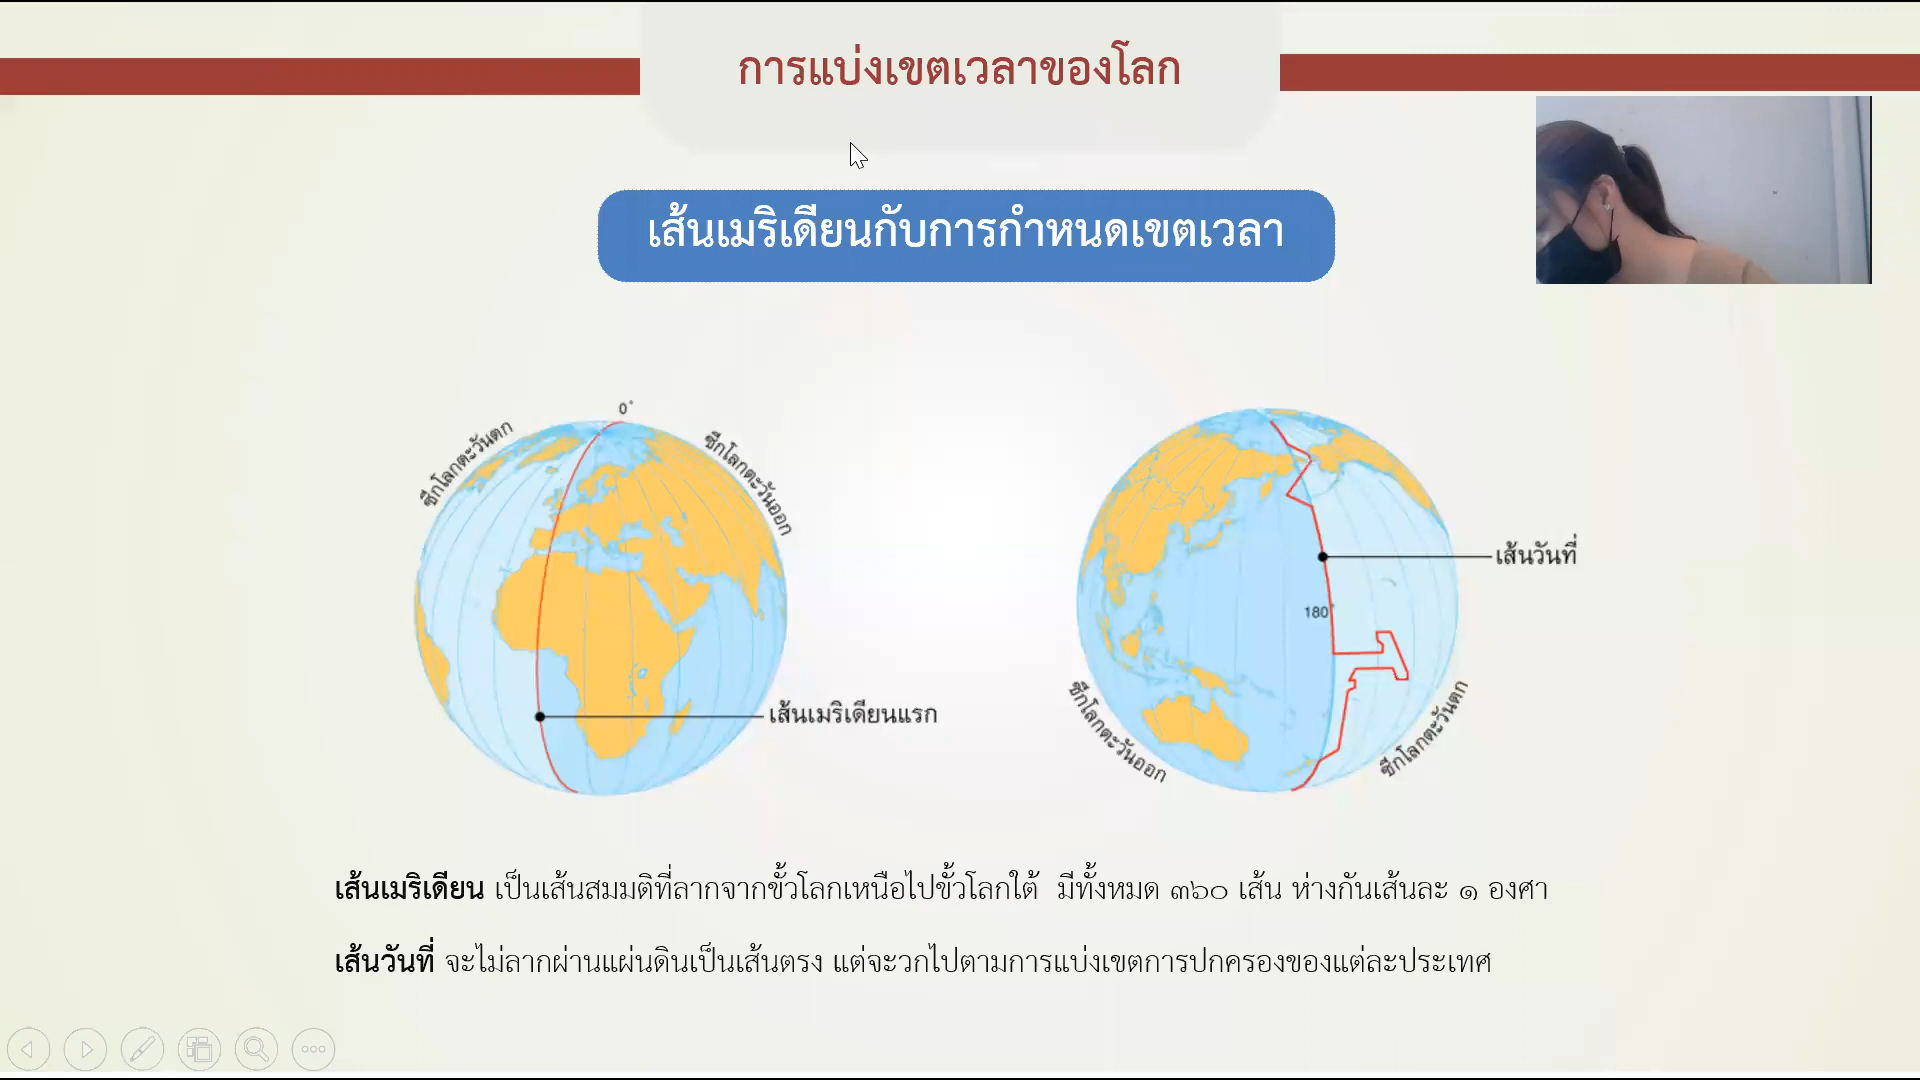 การแบ่งเขตเวลาของโลก
เส้นเมริเดียนกับการกำหนดเขตเวลา
0°
ซีกโลกตะวันตก
ซีกโลกตะวันออก
เส้นเมริเดียนแรก
เส้นวันที่
180°
ซีกโลกตะวันออก
ซีกโลกตะวันตก
เส้นเมริเดียน เป็นเส้นสมมติที่ลากจากขั้วโลกเหนือไปขั้วโลกใต้ มีทั้งหมด ๓๖๐ เส้น ห่างกันเส้นละ ๑ องศา
เส้นวันที่ จะไม่ลากผ่านแผ่นดินเป็นเส้นตรง แต่จะวกไปตามการแบ่งเขตการปกครองของแต่ละประเทศ